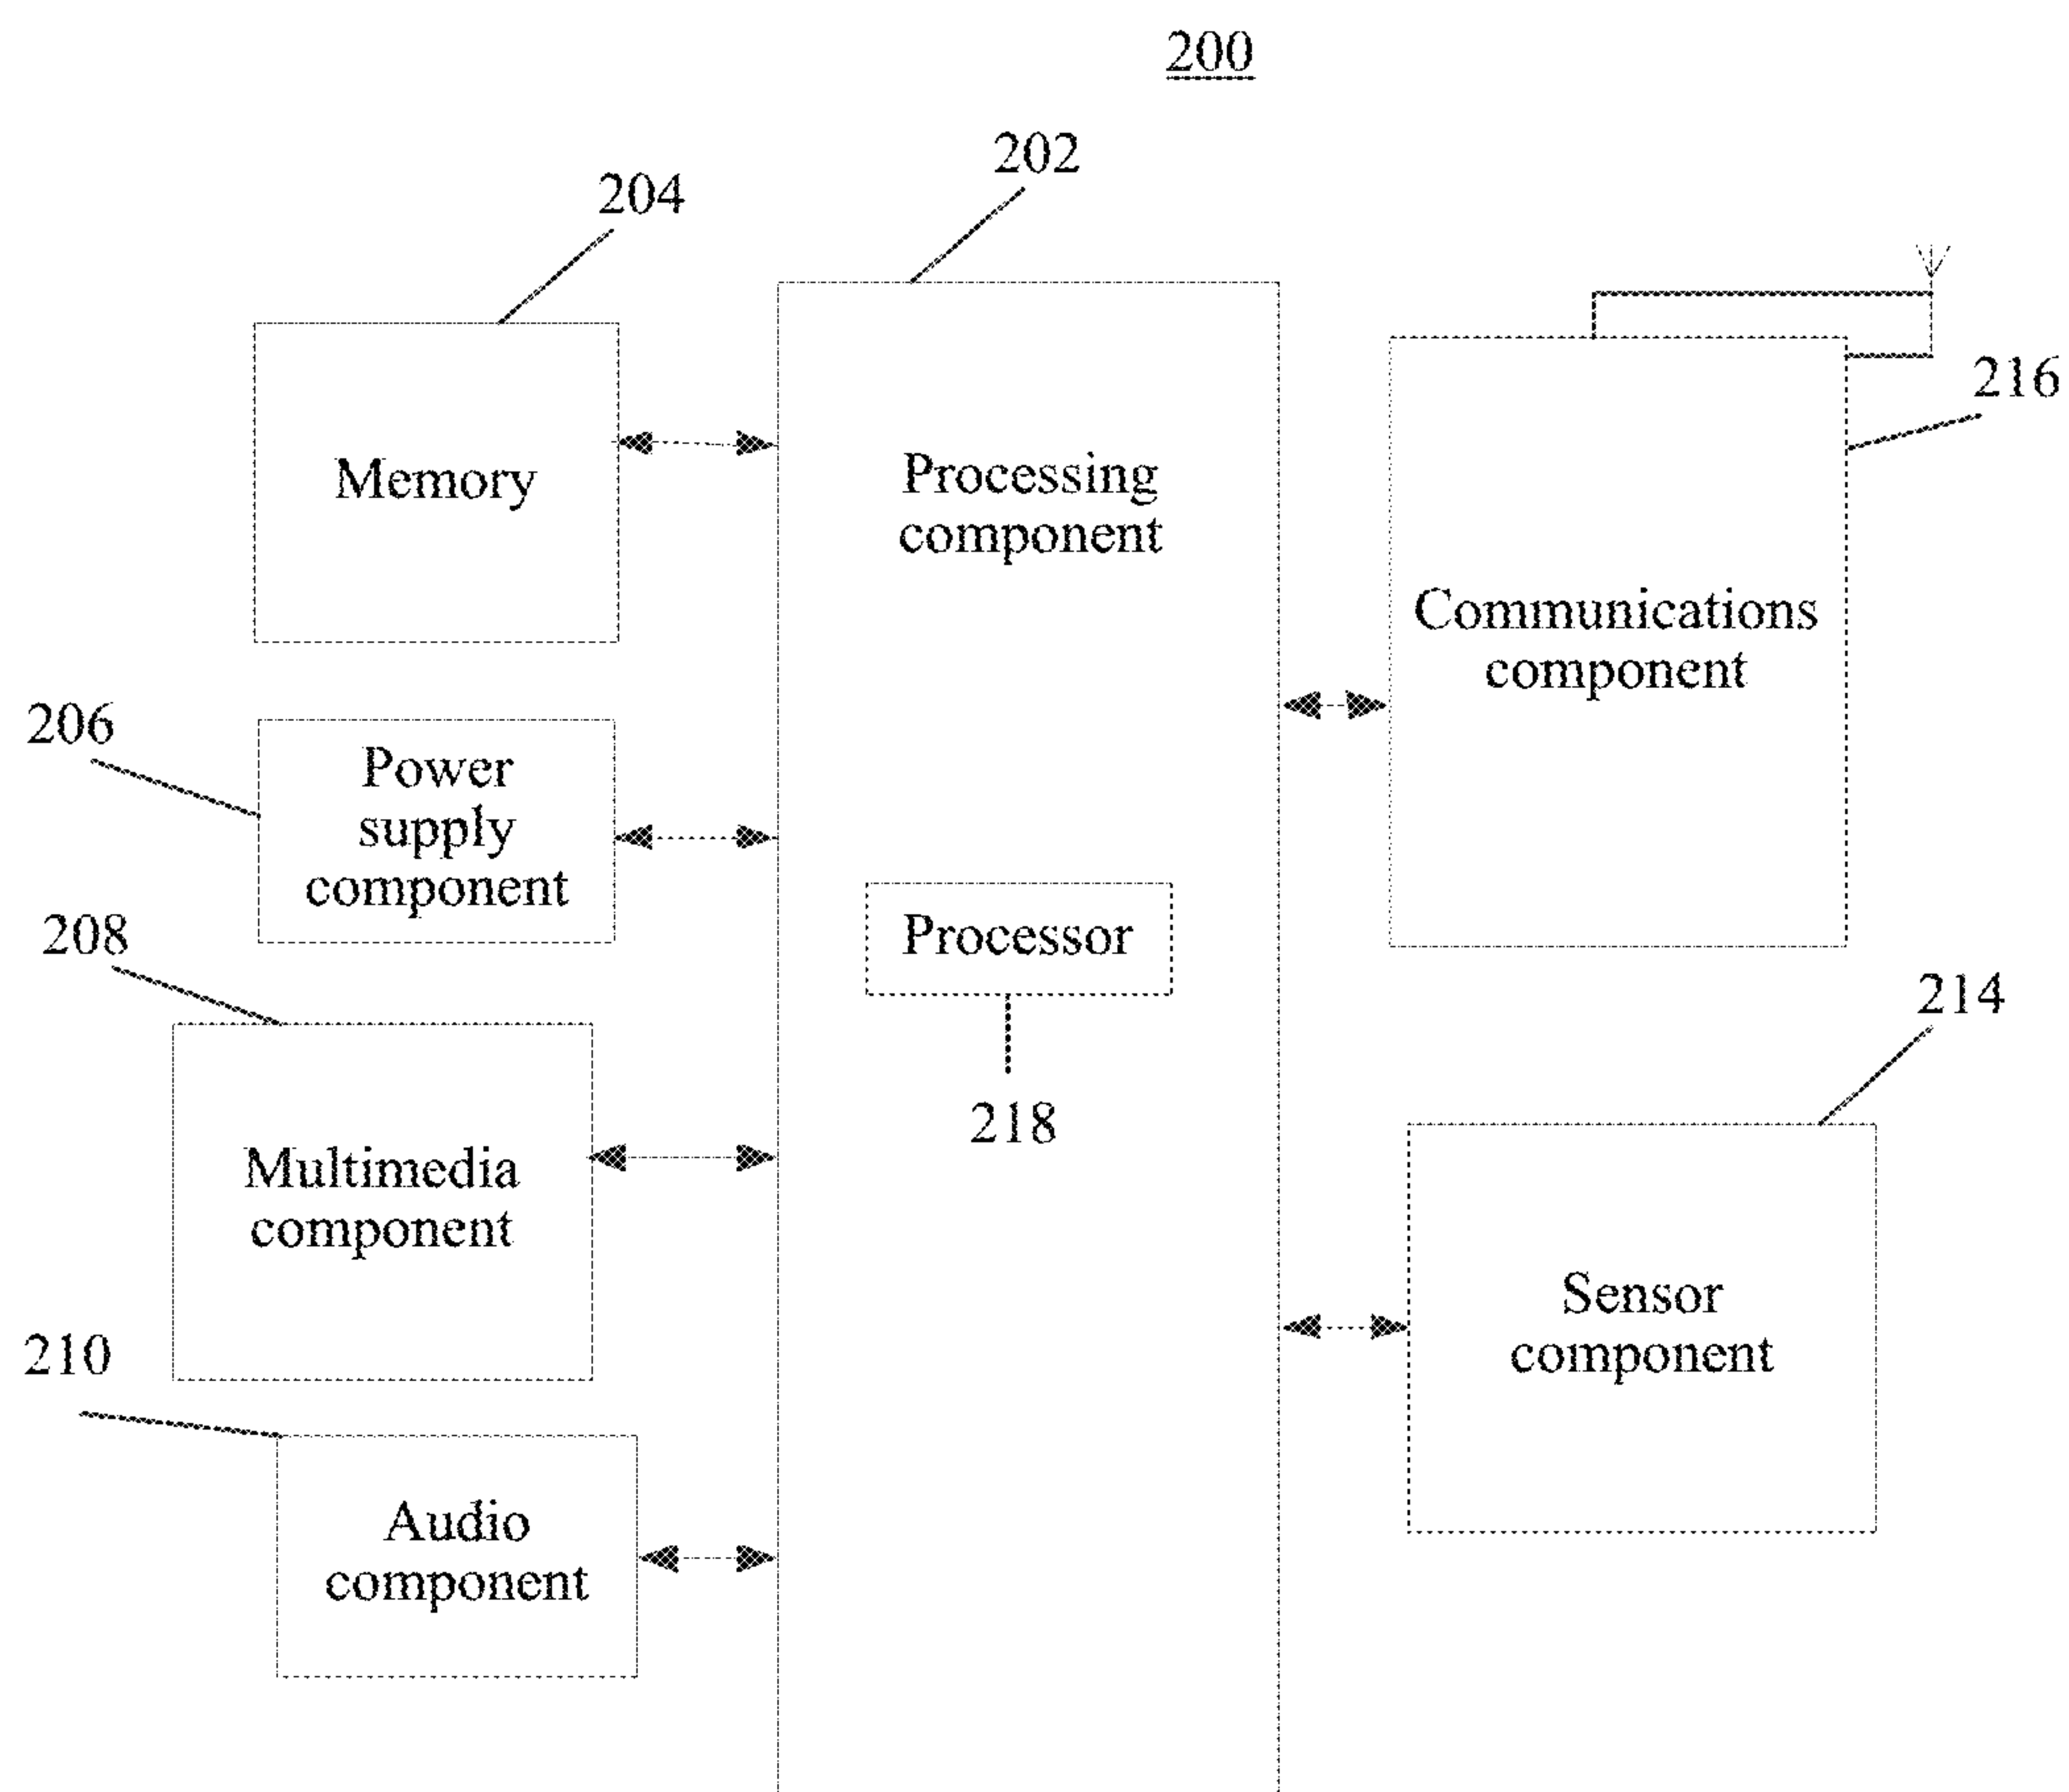 200
202
204
Memory
Processing
component
216
Communications
component
206
Power
supply
component
208
Processor
218
214
Multimedia
component
210
Sensor
component
Audio
component